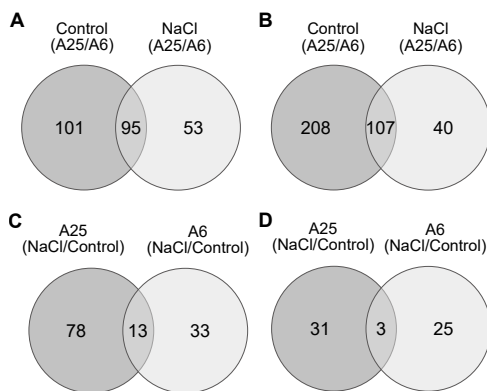 A
B
Control
(A25/A6)
NaCl
(A25/A6)
Control
(A25/A6)
NaCl
(A25/A6)
101
95
53
208
107
40
C
D
A25
(NaCl/Control)
A6
(NaCl/Control)
A25
(NaCl/Control)
A6
(NaCl/Control)
78
13
33
31
3
25